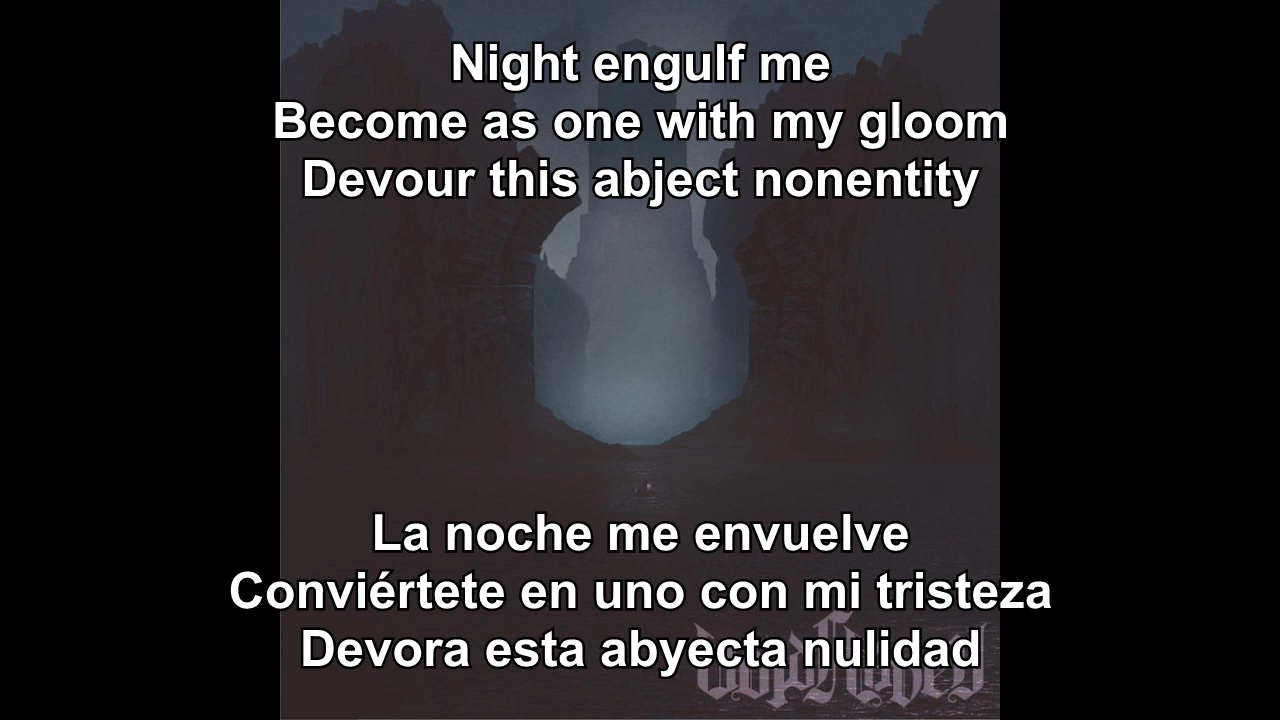 Night engulf me
Become as one with my gloom
Devour this abject nonentity
La noche me envuelve
Conviértete en uno con mi tristeza
Devora esta abyecta nulidad